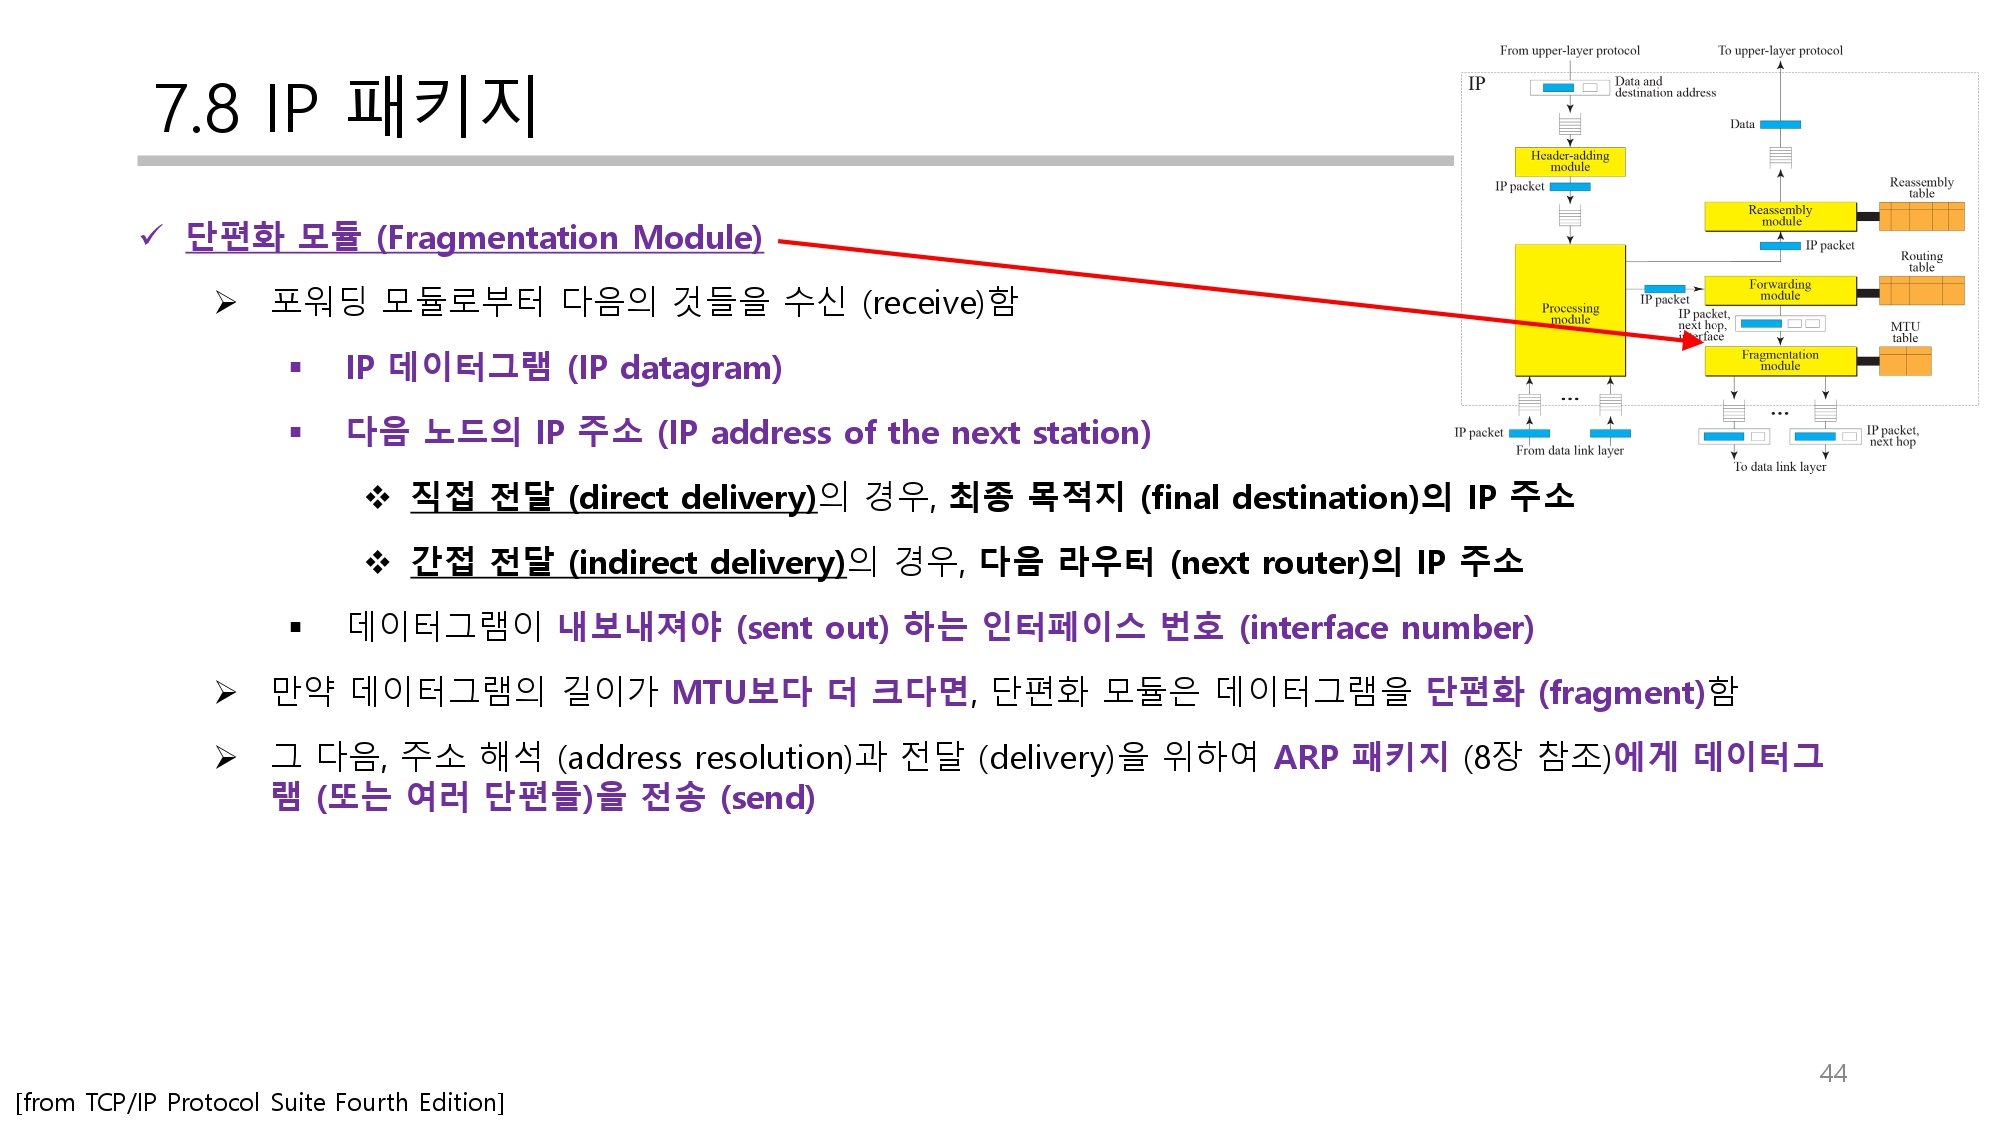 7.8 IP 패키지
From upper-layer protocol
To upper-layer protocol
IP
Data and
destination address
Data
Header-adding
module
IP packet
Reassembly
table
Reassembly
module
IP packet
Routing
table
Forwarding
module
IP packet
Processing
module
IP packet,
next hop,
interface
MTU
table
Fragmentation
module
...
...
IP packet
From data link layer
IP packet,
next hop
To data link layer
✓ 단편화 모듈 (Fragmentation Module)
➢ 포워딩 모듈로부터 다음의 것들을 수신 (receive)함
▪ IP 데이터그램 (IP datagram)
▪ 다음 노드의 IP 주소 (IP address of the next station)
❖ 직접 전달 (direct delivery)의 경우, 최종 목적지 (final destination)의 IP 주소
❖ 간접 전달 (indirect delivery)의 경우, 다음 라우터 (next router)의 IP 주소
▪ 데이터그램이 내보내져야 (sent out) 하는 인터페이스 번호 (interface number)
➢ 만약 데이터그램의 길이가 MTU보다 더 크다면, 단편화 모듈은 데이터그램을 단편화 (fragment)함
➢ 그 다음, 주소 해석 (address resolution)과 전달 (delivery)을 위하여 ARP 패키지 (8장 참조)에게 데이터그
램 (또는 여러 단편들)을 전송 (send)
44
[from TCP/IP Protocol Suite Fourth Edition]